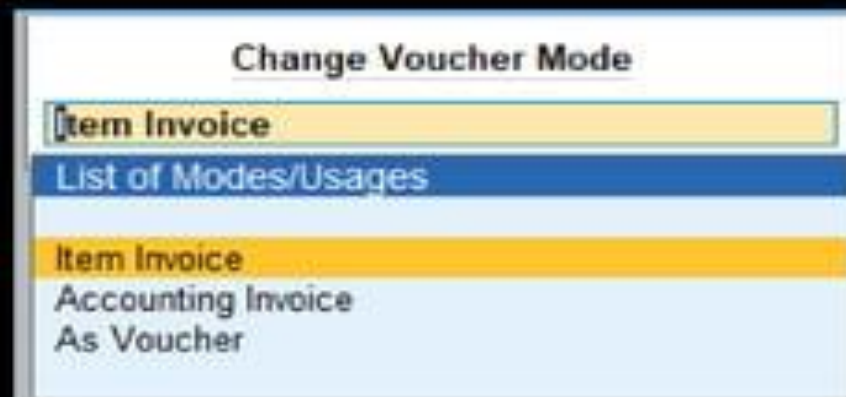 Change Voucher Mode
Item Invoice
List of Modes/Usages
Item Invoice
Accounting Invoice
As Voucher